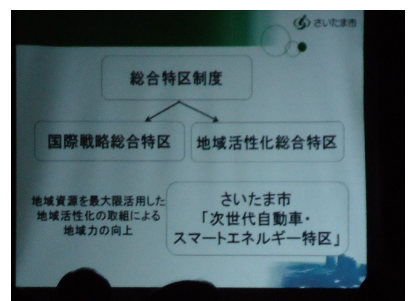 さいたま市
総合特区制度
国際戦略総合特区
地域活性化総合特区
地域資源を最大限活用した
地域活性化の取組による
地域力の向上
さいたま市
「次世代自動車・
スマートエネルギー特区」